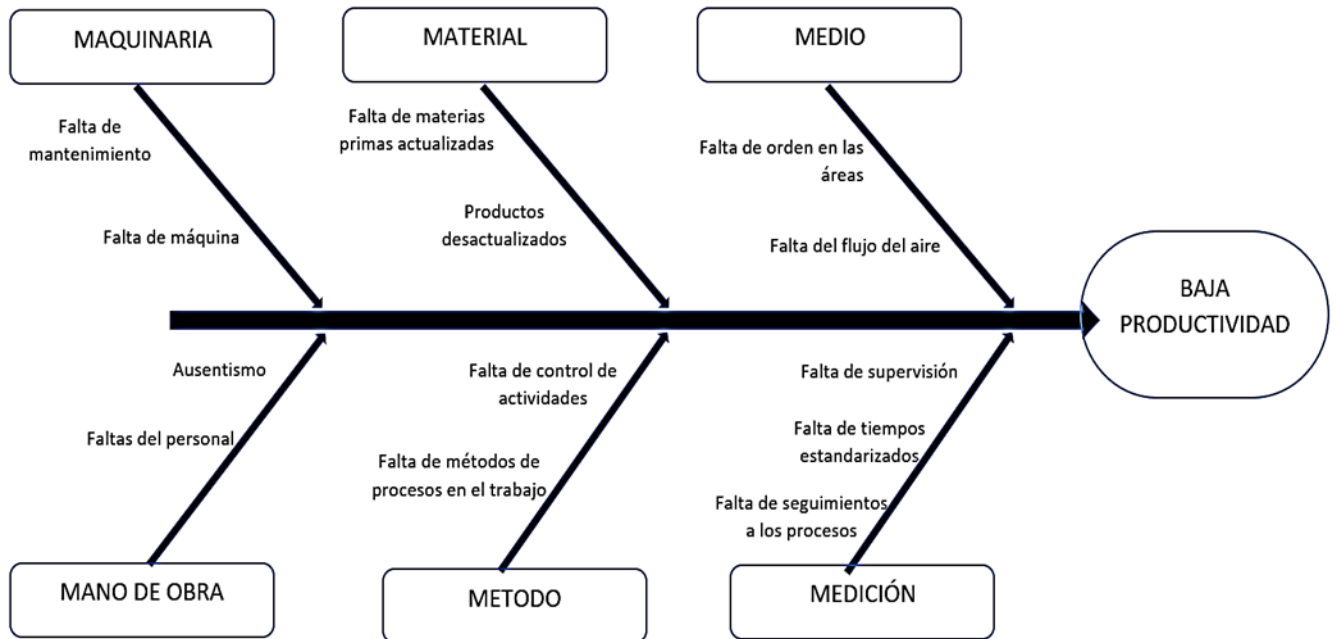 MAQUINARIA
MATERIAL
MEDIO
Falta de
mantenimiento
Falta de máquina
Falta de materias
primas actualizadas
Productos
desactualizados
Falta de orden en las
áreas
Falta del flujo del aire
BAJA
PRODUCTIVIDAD
Ausentismo
Faltas del personal
Falta de control de
actividades
Falta de métodos de
procesos en el trabajo
Falta de supervisión
Falta de tiempos
estandarizados
Falta de seguimientos
a los procesos
MANO DE OBRA
METODO
MEDICIÓN